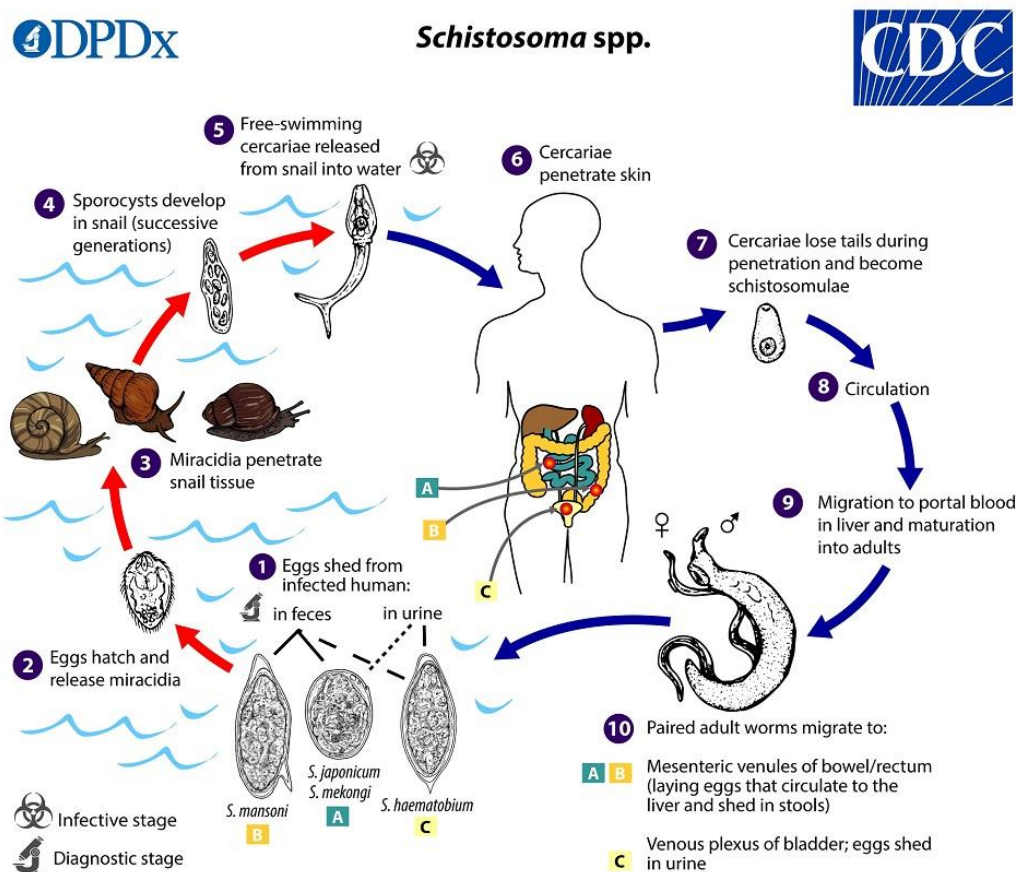 DPDx
Schistosoma spp.
CDC
5 Free-swimming
cercariae released
from snail into water
6 Cercariae
penetrate skin
4 Sporocysts develop
in snail (successive
generations)
7 Cercariae lose tails during
penetration and become
schistosomulae
8 Circulation
3 Miracidia penetrate
snail tissue
A
B
C
9 Migration to portal blood
in liver and maturation
into adults
♀ ♂
1 Eggs shed from
infected human:
in feces in urine
2 Eggs hatch and
release miracidia
S. mansoni
B
S. japonicum
S. mekongi
A
S. haematobium
C
10 Paired adult worms migrate to:
A B Mesenteric venules of bowel/rectum
(laying eggs that circulate to the
liver and shed in stools)
C Venous plexus of bladder; eggs shed
in urine
Infective stage
Diagnostic stage